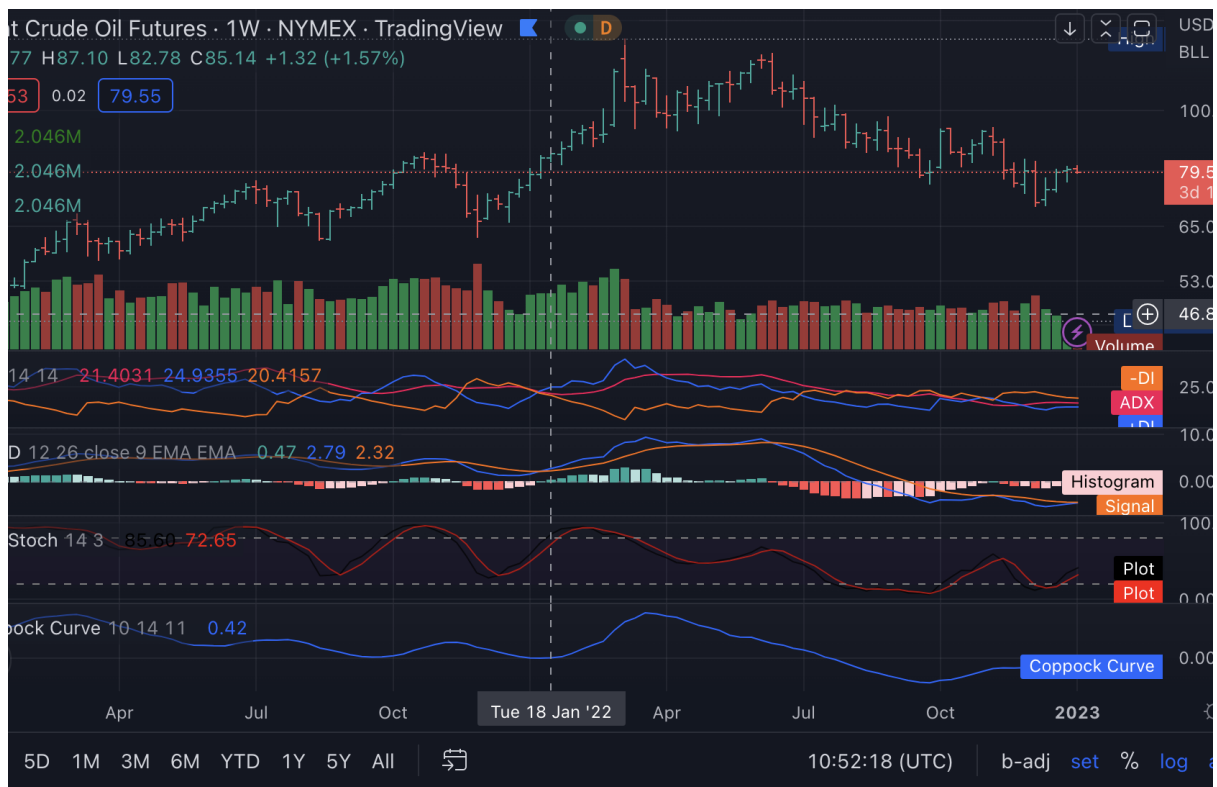 t Crude Oil Futures · 1W · NYMEX · TradingView D
77 H87.10 L82.78 C85.14 +1.32 (+1.57%)
53 0.02 79.55
2.046M
2.046M
2.046M
USD
BLL
High
100.
79.5
3d 1
65.0
53.0
46.8
Volume
14 14 21.4031 24.9355 20.4157
-DI
25.0
ADX
+DI
D 12 26 close 9 EMA EMA 0.47 2.79 2.32
10.0
Histogram
0.00
Signal
Stoch 14 3 85.60 72.65
100.
Plot
Plot
0.00
pock Curve 10 14 11 0.42
Coppock Curve
0.00
Apr Jul Oct Tue 18 Jan '22 Apr Jul Oct 2023
5D 1M 3M 6M YTD 1Y 5Y All 10:52:18 (UTC) b-adj set % log a